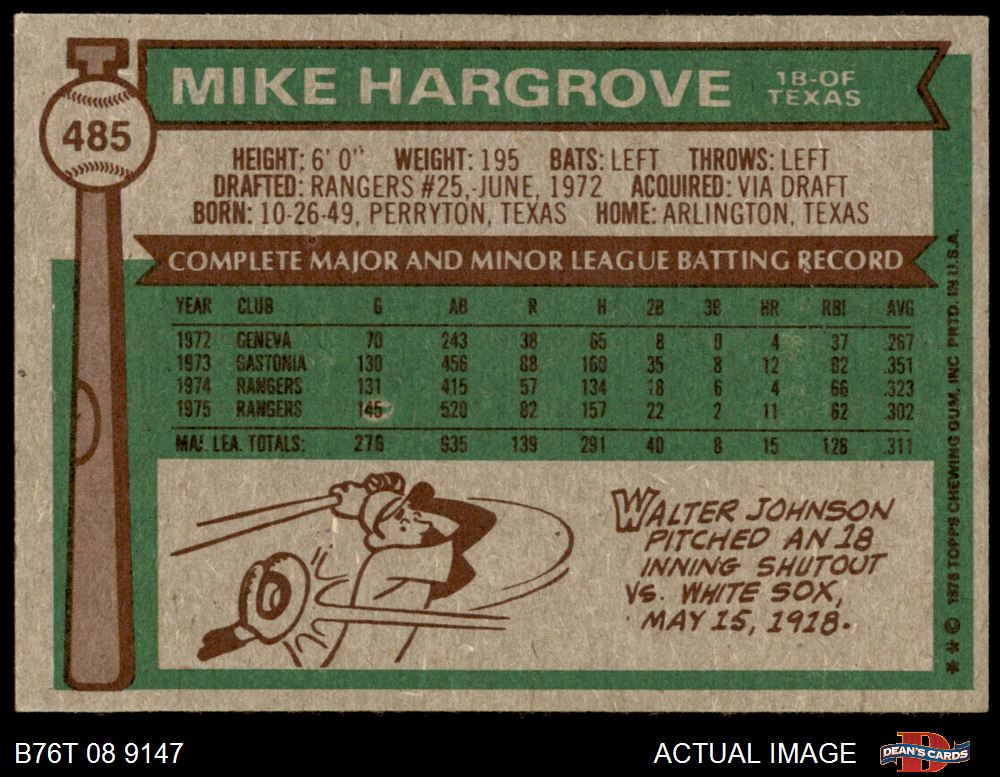 MIKE HARGROVE
1B-OF
TEXAS
485
HEIGHT: 6' 0" WEIGHT: 195 BATS: LEFT THROWS: LEFT
DRAFTED: RANGERS #25,-JUNE, 1972 ACQUIRED: VIA DRAFT
BORN: 10-26-49, PERRYTON, TEXAS HOME: ARLINGTON, TEXAS
COMPLETE MAJOR AND MINOR LEAGUE BATTING RECORD
YEAR CLUB G AB R H 2B 3B HR RBI AVG
1972 GENEVA 70 243 38 65 8 0 4 37 .267
1973 GASTONIA 130 456 88 160 35 8 12 82 .351
1974 RANGERS 131 415 57 134 18 6 4 66 .323
1975 RANGERS 145 520 82 157 22 2 11 62 .302
MAJ. LEA. TOTALS: 276 935 139 291 40 8 15 128 .311
WALTER JOHNSON
PITCHED AN 18
INNING SHUTOUT
VS. WHITE SOX,
MAY 15, 1918.
** © 1976 TOPPS CHEWING GUM, INC PRTD. IN U.S.A.
B76T 08 9147
ACTUAL IMAGE
D
DEAN'S CARDS